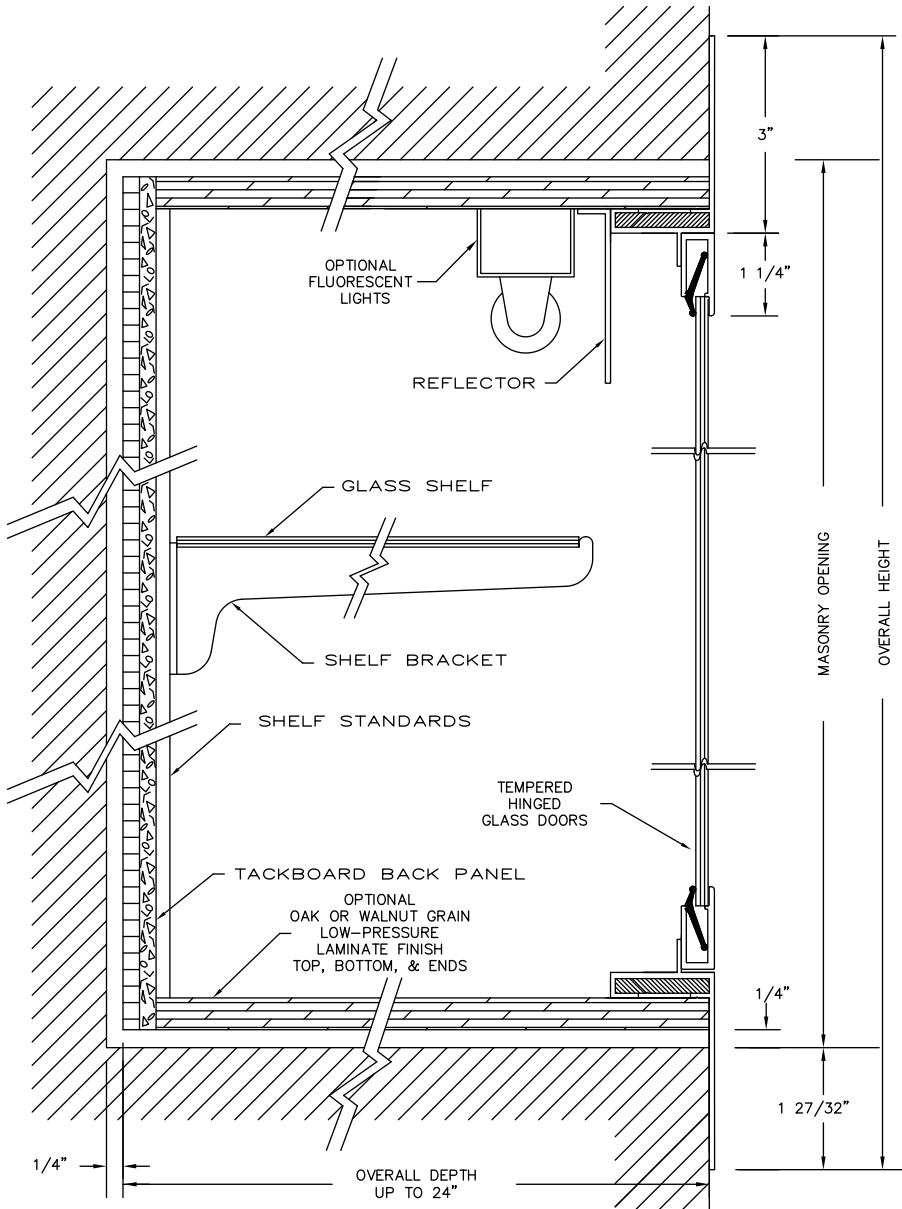 3”
OPTIONAL
FLUORESCENT
LIGHTS
1 1/4”
REFLECTOR
GLASS SHELF
MASONRY OPENING
OVERALL HEIGHT
SHELF BRACKET
SHELF STANDARDS
TEMPERED
HINGED
GLASS DOORS
TACKBOARD BACK PANEL
OPTIONAL
OAK OR WALNUT GRAIN
LOW–PRESSURE
LAMINATE FINISH
TOP, BOTTOM, & ENDS
1/4”
1 27/32”
1/4”
OVERALL DEPTH
UP TO 24”